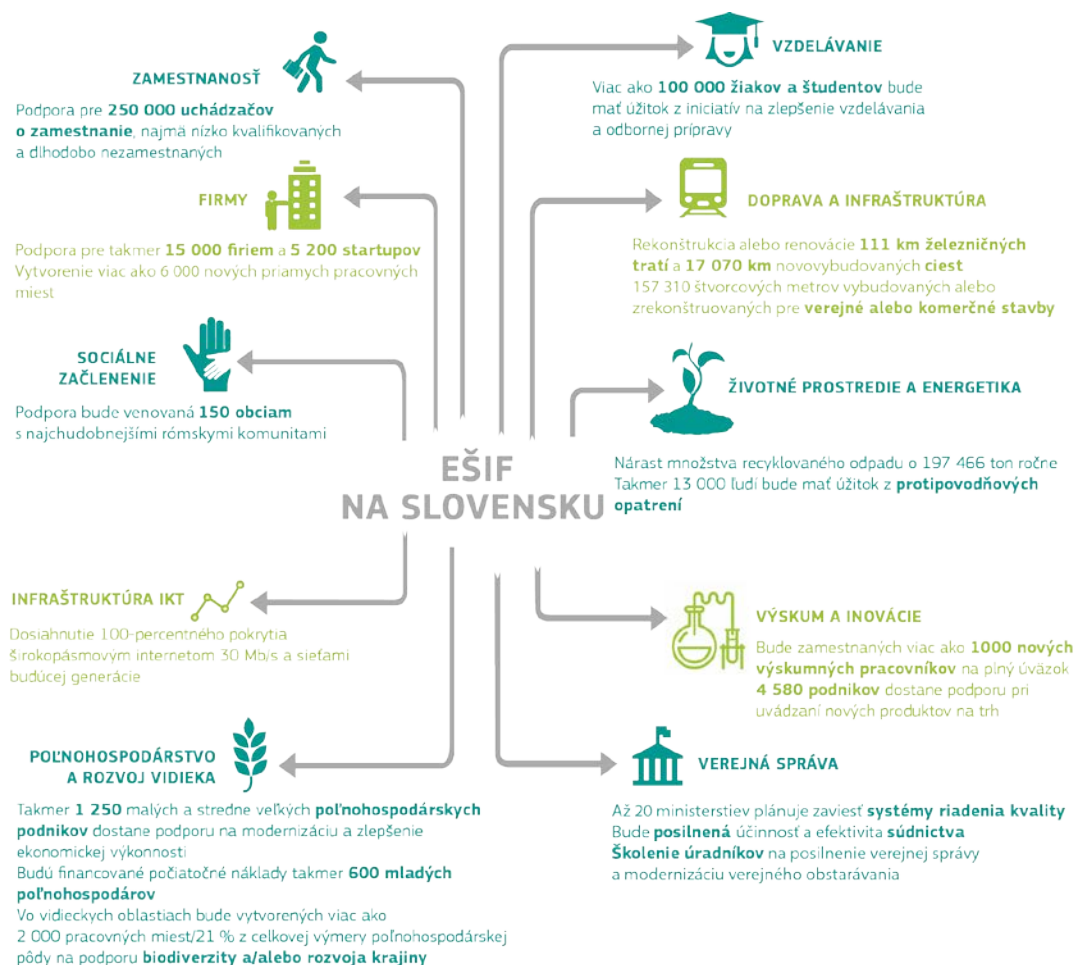 ZAMESTNANOSŤ
Podpora pre 250 000 uchádzačov
o zamestnanie, najmä nízko kvalifikovaných
a dlhodobo nezamestnaných
FIRMY
Podpora pre takmer 15 000 firiem a 5 200 startupov
Vytvorenie viac ako 6 000 nových priamych pracovných
miest
SOCIÁLNE
ZAČLENENIE
Podpora bude venovaná 150 obciam
s najchudobnejšími rómskymi komunitami
VZDELÁVANIE
Viac ako 100 000 žiakov a študentov bude
mať úžitok z iniciatív na zlepšenie vzdelávania
a odbornej prípravy
DOPRAVA A INFRAŠTRUKTÚRA
Rekonštrukcia alebo renovácie 111 km železničných
tratí a 17 070 km novovybudovaných ciest
157 310 štvorcových metrov vybudovaných alebo
zrekonštruovaných pre verejné alebo komerčné stavby
ŽIVOTNÉ PROSTREDIE A ENERGETIKA
Nárast množstva recyklovaného odpadu o 197 466 ton ročne
Takmer 13 000 ľudí bude mať úžitok z protipovodňových
opatrení
EŠIF
NA SLOVENSKU
INFRAŠTRUKTÚRA IKT
Dosiahnutie 100-percentného pokrytia
širokopásmovým internetom 30 Mb/s a sieťami
budúcej generácie
POĽNOHOSPODÁRSTVO
A ROZVOJ VIDIEKA
Takmer 1 250 malých a stredne veľkých poľnohospodárskych
podnikov dostane podporu na modernizáciu a zlepšenie
ekonomickej výkonnosti
Budú financované počiatočné náklady takmer 600 mladých
poľnohospodárov
Vo vidieckych oblastiach bude vytvorených viac ako
2 000 pracovných miest/21 % z celkovej výmery poľnohospodárskej
pôdy na podporu biodiverzity a/alebo rozvoja krajiny
VÝSKUM A INOVÁCIE
Bude zamestnaných viac ako 1000 nových
výskumných pracovníkov na plný úväzok
4 580 podnikov dostane podporu pri
uvádzaní nových produktov na trh
VEREJNÁ SPRÁVA
Až 20 ministerstiev plánuje zaviesť systémy riadenia kvality
Bude posilnená účinnosť a efektivita súdnictva
Školenie úradníkov na posilnenie verejnej správy
a modernizáciu verejného obstarávania